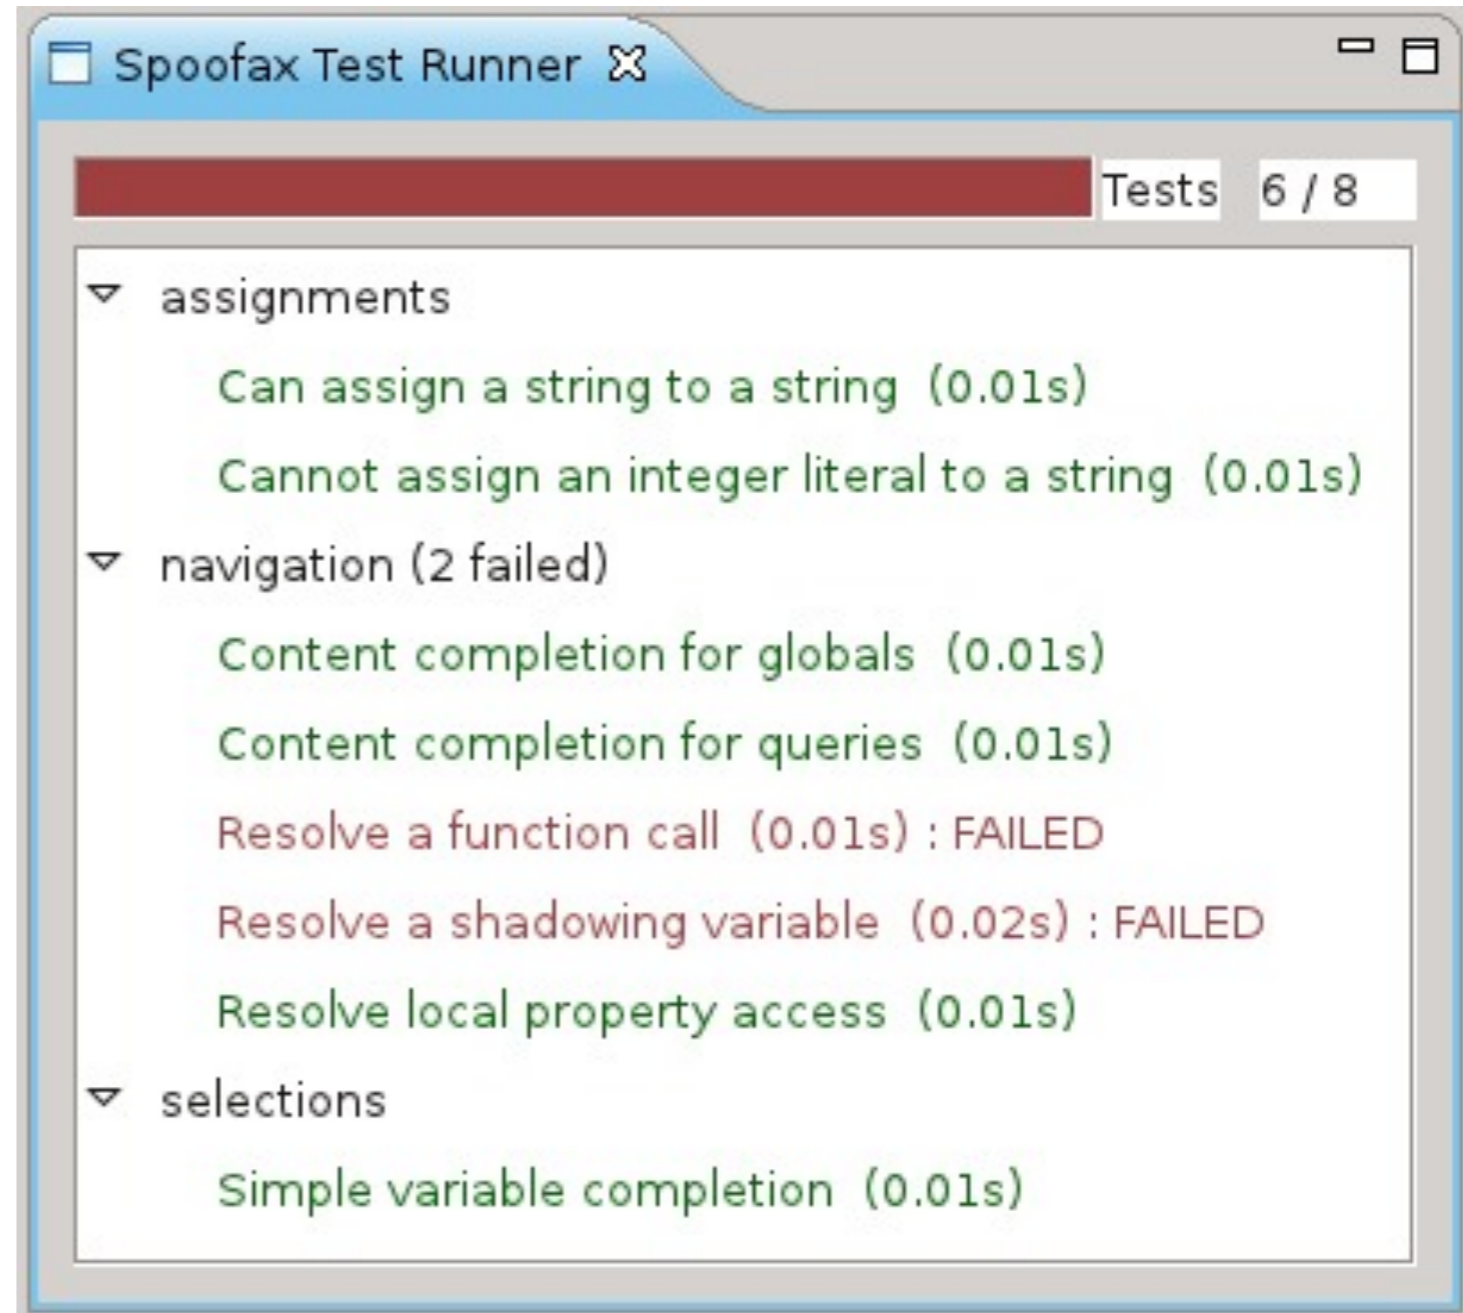 Spoofax Test Runner
Tests 6 / 8
assignments
Can assign a string to a string (0.01s)
Cannot assign an integer literal to a string (0.01s)
navigation (2 failed)
Content completion for globals (0.01s)
Content completion for queries (0.01s)
Resolve a function call (0.01s) : FAILED
Resolve a shadowing variable (0.02s) : FAILED
Resolve local property access (0.01s)
selections
Simple variable completion (0.01s)